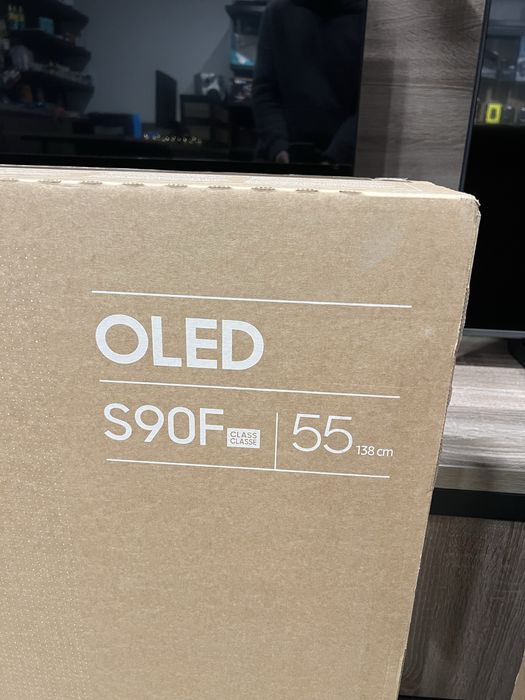 OLED
S90F CLASS CLASSE 55 138 cm